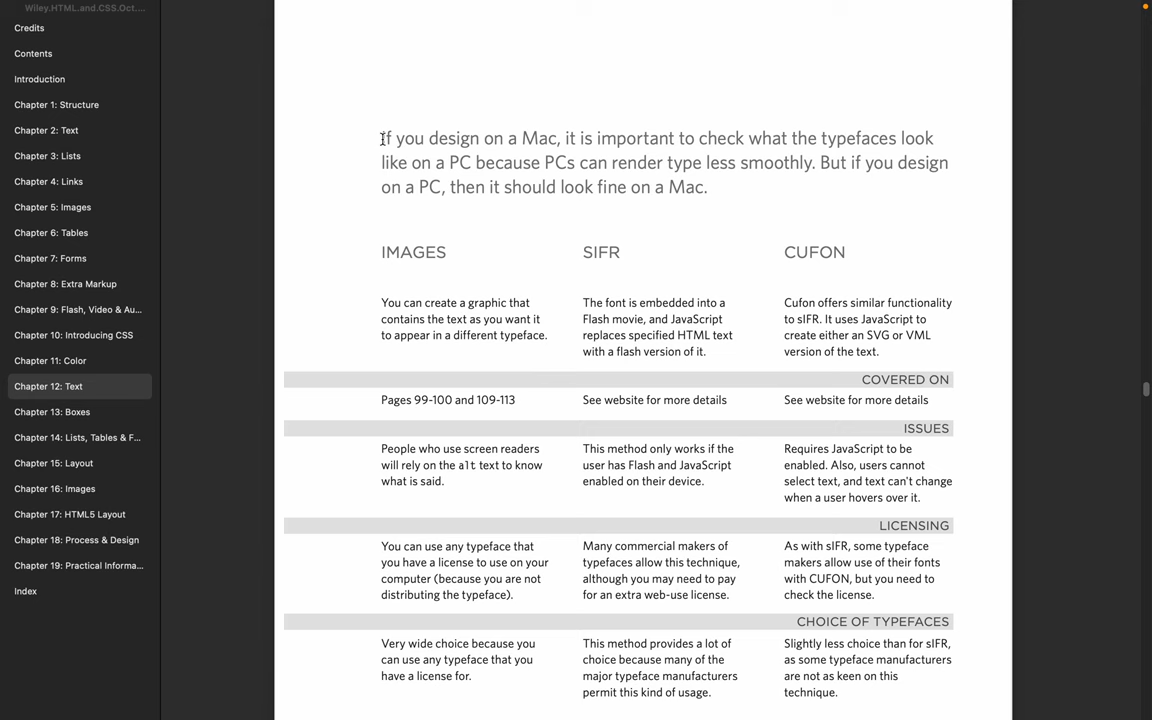 Wiley.HTML.and.CSS.Oct....
Credits
Contents
Introduction
Chapter 1: Structure
Chapter 2: Text
Chapter 3: Lists
Chapter 4: Links
Chapter 5: Images
Chapter 6: Tables
Chapter 7: Forms
Chapter 8: Extra Markup
Chapter 9: Flash, Video & Au...
Chapter 10: Introducing CSS
Chapter 11: Color
Chapter 12: Text
Chapter 13: Boxes
Chapter 14: Lists, Tables & F...
Chapter 15: Layout
Chapter 16: Images
Chapter 17: HTML5 Layout
Chapter 18: Process & Design
Chapter 19: Practical Informa...
Index
If you design on a Mac, it is important to check what the typefaces look
like on a PC because PCs can render type less smoothly. But if you design
on a PC, then it should look fine on a Mac.
IMAGES
You can create a graphic that
contains the text as you want it
to appear in a different typeface.
SIFR
The font is embedded into a
Flash movie, and JavaScript
replaces specified HTML text
with a flash version of it.
CUFON
Cufon offers similar functionality
to sIFR. It uses JavaScript to
create either an SVG or VML
version of the text.
COVERED ON
Pages 99-100 and 109-113
See website for more details
See website for more details
ISSUES
People who use screen readers
will rely on the alt text to know
what is said.
This method only works if the
user has Flash and JavaScript
enabled on their device.
Requires JavaScript to be
enabled. Also, users cannot
select text, and text can't change
when a user hovers over it.
LICENSING
You can use any typeface that
you have a license to use on your
computer (because you are not
distributing the typeface).
Many commercial makers of
typefaces allow this technique,
although you may need to pay
for an extra web-use license.
As with sIFR, some typeface
makers allow use of their fonts
with CUFON, but you need to
check the license.
CHOICE OF TYPEFACES
Very wide choice because you
can use any typeface that you
have a license for.
This method provides a lot of
choice because many of the
major typeface manufacturers
permit this kind of usage.
Slightly less choice than for sIFR,
as some typeface manufacturers
are not as keen on this
technique.